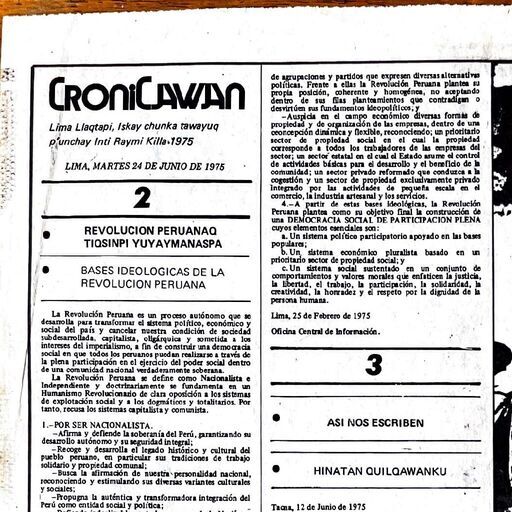 CRONICAWAN
Lima Llaqtapi, Iskay chunka tawayuq
p'unchay Inti Raymi Killa.1975
LIMA, MARTES 24 DE JUNIO DE 1975
2
REVOLUCION PERUANAQ
TIQSINPI YUYAYMANASPA
BASES IDEOLOGICAS DE LA
REVOLUCION PERUANA
La Revolución Peruana es un proceso autónomo que se
desarrolla para transformar el sistema político, económico y
social del país y cancelar nuestra condición de sociedad
subdesarrollada, capitalista, oligárquica y sometida a los
intereses del imperialismo, a fin de construir una democracia
social en que todos los peruanos puedan realizarse a través de
la plena participación en el ejercicio del poder social dentro
de una comunidad nacional verdaderamente soberana.
La Revolución Peruana se define como Nacionalista e
Independiente y doctrinariamente se fundamenta en un
Humanismo Revolucionario de clara oposición a los sistemas
de explotación social y a los dogmáticos y totalitarios. Por
tanto, recusa los sistemas capitalista y comunista.
1.-POR SER NACIONALISTA.
-Afirma y defiende la soberanía del Perú, garantizando su
desarrollo autónomo y su seguridad integral;
-Recoge y desarrolla el legado histórico y cultural del
pueblo peruano, en particular sus tradiciones de trabajo
solidario y propiedad comunal;
-Busca la afirmación de nuestra personalidad nacional,
reconociendo y estimulando sus diversas variantes culturales
y sociales;
-Propugna la auténtica y transformadora integración del
Perú como entidad social y política;
de agrupaciones y partidos que expresen diversas alternativas
políticas. Frente a ellas la Revolución Peruana plantea su
propia posición, coherente y homogénea, no aceptando
dentro de sus filas planteamientos que contradigan o
desvirtúen sus fundamentos ideopolíticos; y
-Auspicia en el campo económico diversas formas de
propiedad y de organización de las empresas, dentro de una
concepción dinámica y flexible, reconociendo; un prioritario
sector de propiedad social en el cual la propiedad
corresponde a todos los trabajadores de las empresas del
sector; un sector estatal en el cual el Estado asume el control
de actividades básicas para el desarrollo y el beneficio de la
comunidad; un sector privado reformado que conduzca a la
cogestión y un sector de propiedad exclusivamente privado
integrado por las actividades de pequeña escala en el
comercio, la industria artesanal y los servicios.
4.-A partir de estas bases ideológicas, la Revolución
Peruana plantea como su objetivo final la construcción de
una DEMOCRACIA SOCIAL DE PARTICIPACION PLENA
cuyos elementos esenciales son:
a. Un sistema político participatorio apoyado en las bases
populares;
b. Un sistema económico pluralista basado en un
prioritario sector de propiedad social; y
c. Un sistema social sustentado en un conjunto de
comportamientos y valores morales que enfaticen la justicia,
la libertad, el trabajo, la participación, la solidaridad, la
creatividad, la honradez y el respeto por la dignidad de la
persona humana.
Lima, 25 de Febrero de 1975
Oficina Central de Información.
3
ASI NOS ESCRIBEN
HINATAN QUILQAWANKU
Tacna, 12 de Junio de 1975